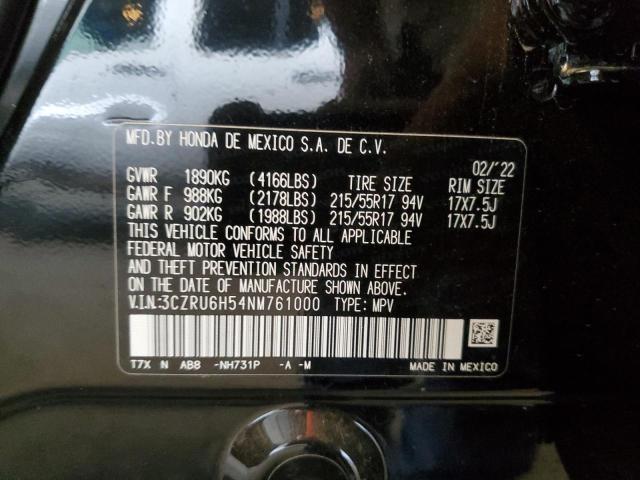 MFD.BY HONDA DE MEXICO S.A. DE C.V.
02/'22
GVWR 1890KG (4166LBS) TIRE SIZE RIM SIZE
GAWR F 988KG (2178LBS) 215/55R17 94V 17X7.5J
GAWR R 902KG (1988LBS) 215/55R17 94V 17X7.5J
THIS VEHICLE CONFORMS TO ALL APPLICABLE
FEDERAL MOTOR VEHICLE SAFETY
AND THEFT PREVENTION STANDARDS IN EFFECT
ON THE DATE OF MANUFACTURE SHOWN ABOVE.
V.I.N.:3CZRU6H54NM761000 TYPE: MPV
T7X N AB8 -NH731P -A -M MADE IN MEXICO